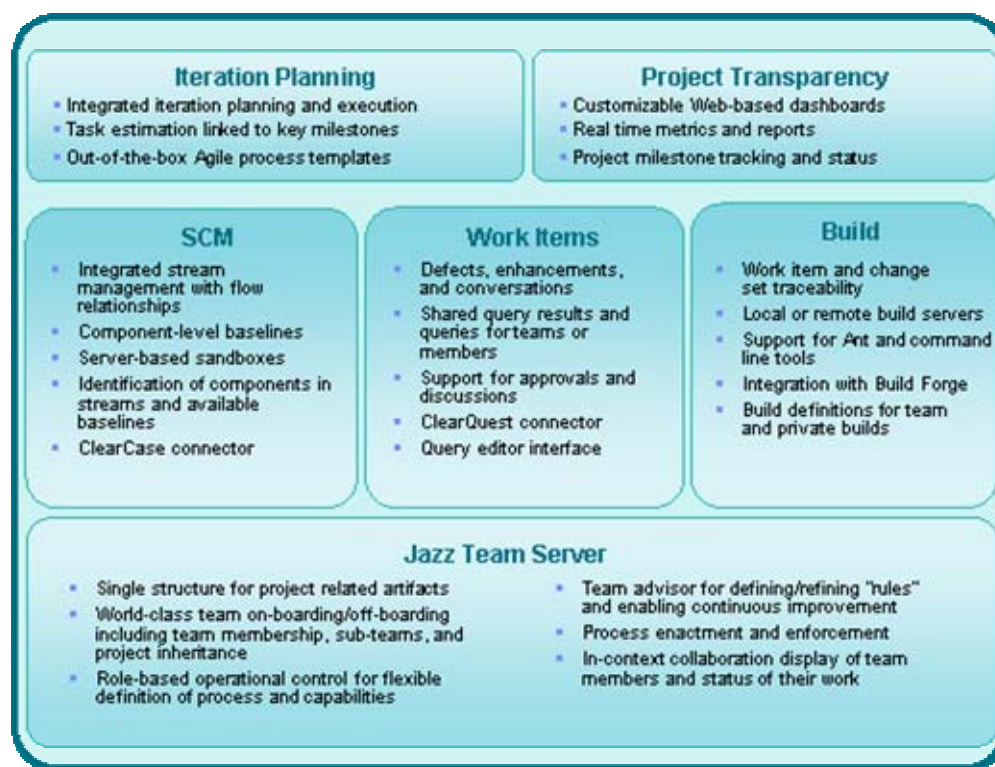 Iteration Planning
▪ Integrated iteration planning and execution
▪ Task estimation linked to key milestones
▪ Out-of-the-box Agile process templates
Project Transparency
▪ Customizable Web-based dashboards
▪ Real time metrics and reports
▪ Project milestone tracking and status
SCM
▪ Integrated stream
management with flow
relationships
▪ Component-level baselines
▪ Server-based sandboxes
▪ Identification of components in
streams and available
baselines
▪ ClearCase connector
Work Items
▪ Defects, enhancements,
and conversations
▪ Shared query results and
queries for teams or
members
▪ Support for approvals and
discussions
▪ ClearQuest connector
▪ Query editor interface
Build
▪ Work item and change
set traceability
▪ Local or remote build servers
▪ Support for Ant and command
line tools
▪ Integration with Build Forge
▪ Build definitions for team
and private builds
Jazz Team Server
▪ Single structure for project related artifacts
▪ World-class team on-boarding/off-boarding
including team membership, sub-teams, and
project inheritance
▪ Role-based operational control for flexible
definition of process and capabilities
▪ Team advisor for defining/refining "rules"
and enabling continuous improvement
▪ Process enactment and enforcement
▪ In-context collaboration display of team
members and status of their work